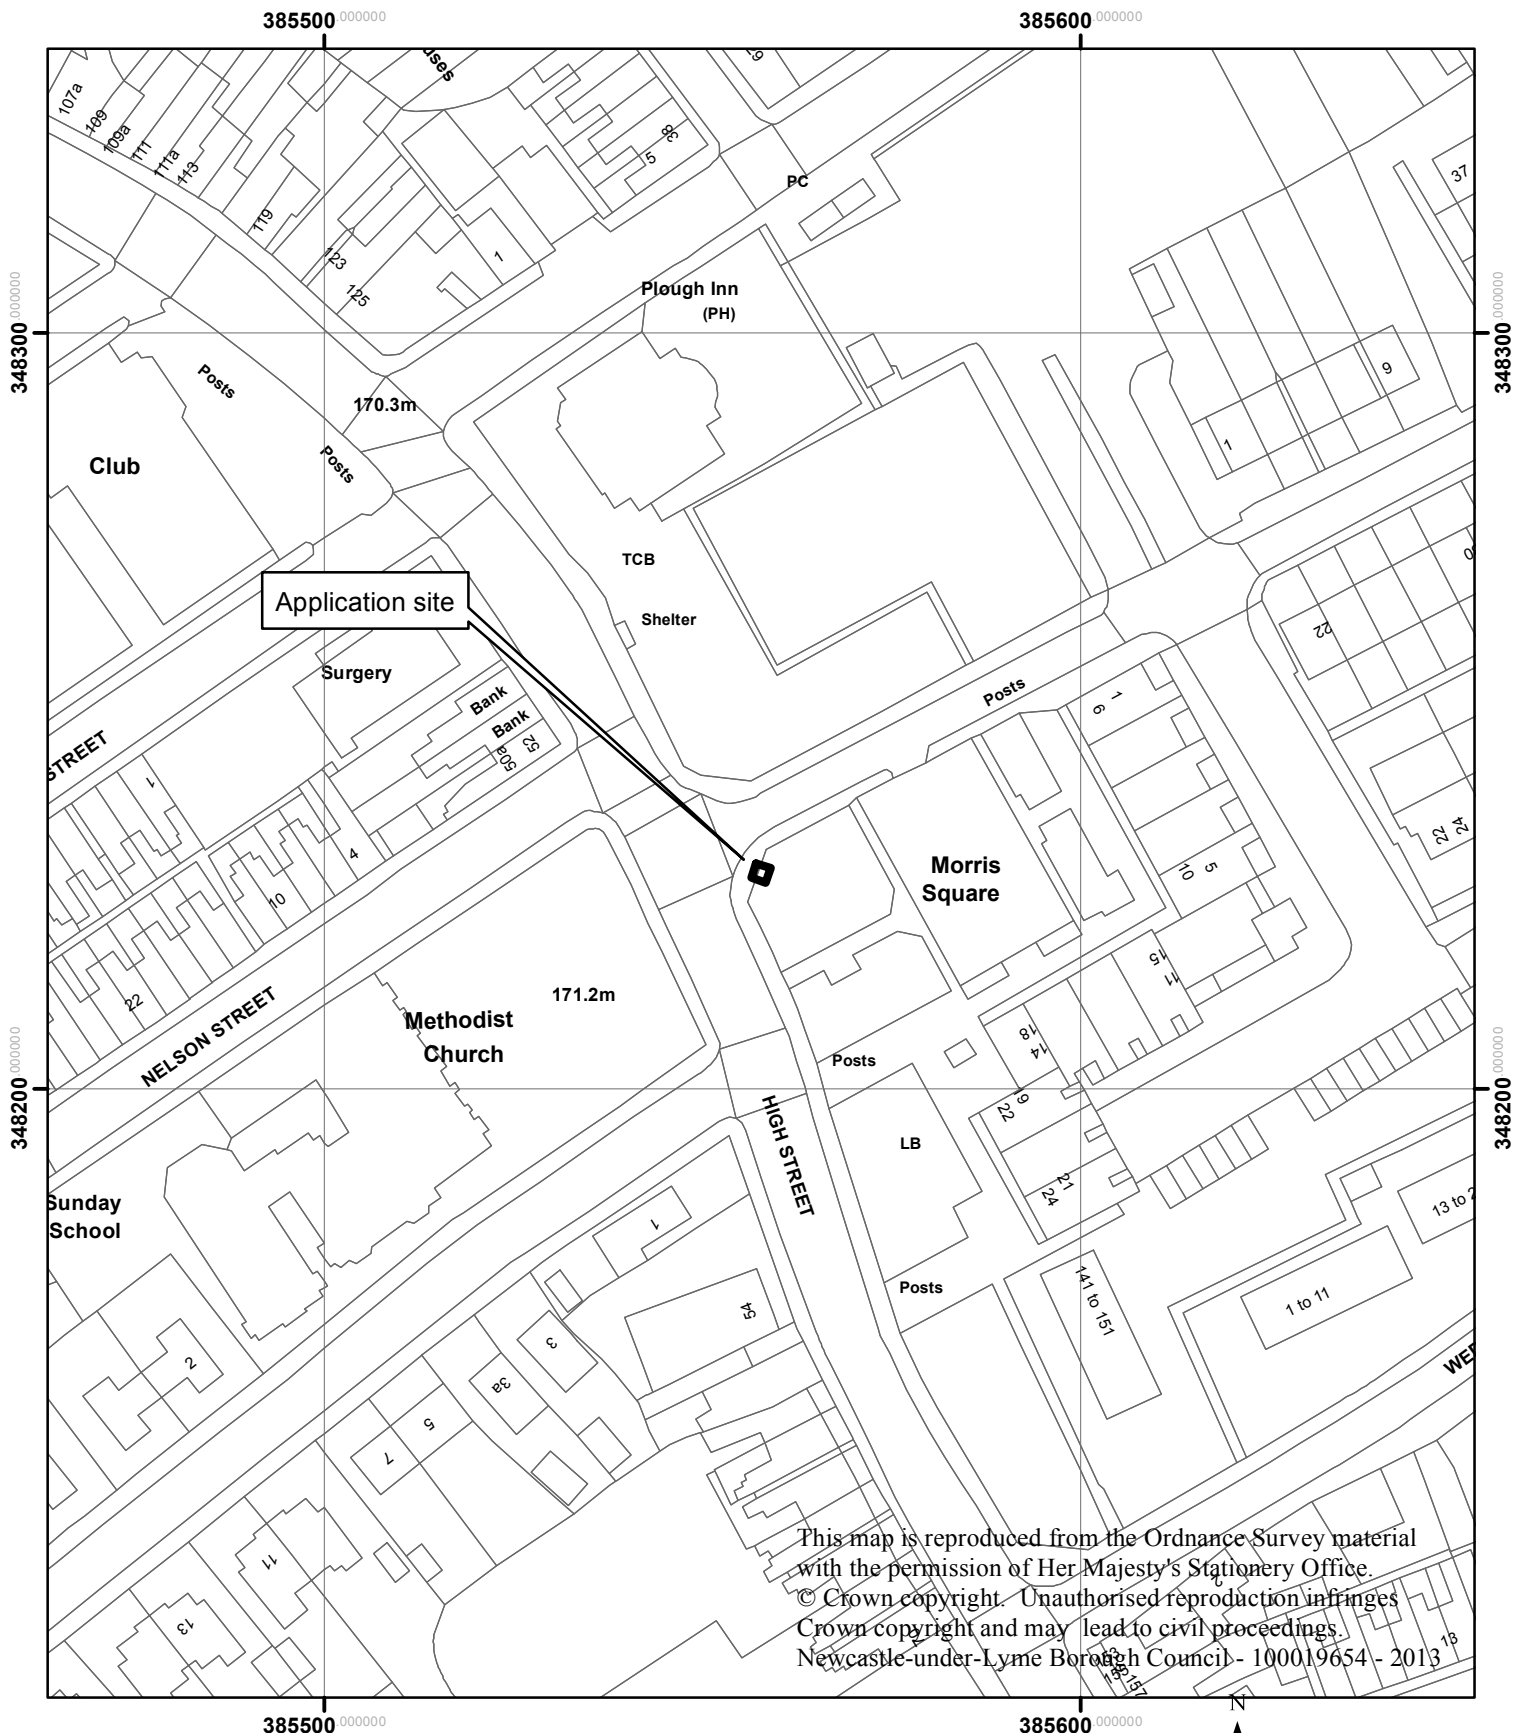 385500.000000
385600.000000
107a
109
109a
111
111a
113
119
123
125
1
29
38
5
PC
37
Plough Inn
(PH)
348300.000000
348300.000000
Posts
170.3m
Posts
Club
9
1
TCB
Shelter
Application site
Surgery
Bank
Bank
50a
52
STREET
1
4
10
22
Posts
1
6
22
22
24
Morris
Square
5
10
15
11
NELSON STREET
Methodist
Church
171.2m
Posts
18
14
19
22
348200.000000
348200.000000
HIGH STREET
LB
21
24
Sunday
School
1
54
Posts
141 to 151
1 to 11
3
3a
5
7
2
11
13
This map is reproduced from the Ordnance Survey material
with the permission of Her Majesty's Stationery Office.
© Crown copyright. Unauthorised reproduction infringes
Crown copyright and may lead to civil proceedings.
Newcastle-under-Lyme Borough Council - 100019654 - 2013
13
157
N
385500.000000
385600.000000